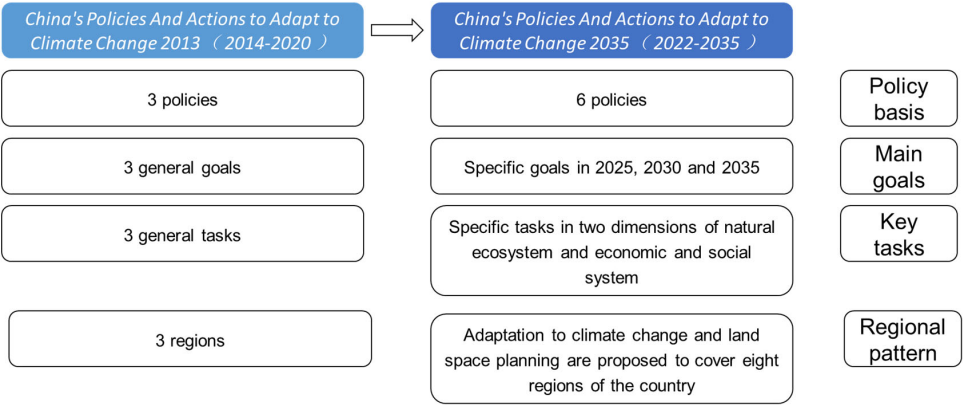 China's Policies And Actions to Adapt to
Climate Change 2013（2014-2020）
China's Policies And Actions to Adapt to
Climate Change 2035（2022-2035）
3 policies
6 policies
Policy
basis
3 general goals
Specific goals in 2025, 2030 and 2035
Main
goals
3 general tasks
Specific tasks in two dimensions of natural
ecosystem and economic and social
system
Key
tasks
3 regions
Adaptation to climate change and land
space planning are proposed to cover eight
regions of the country
Regional
pattern